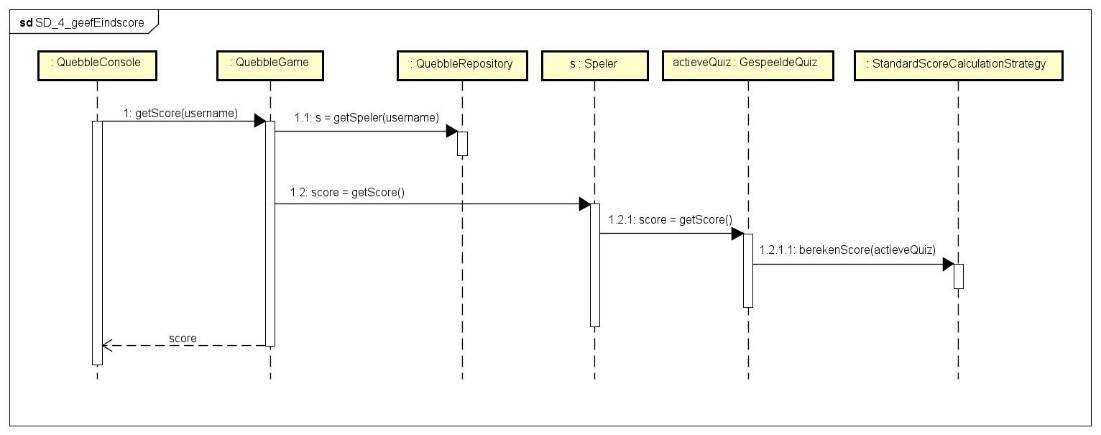 sd SD_4_geefEindscore
: QuebbleConsole
: QuebbleGame
: QuebbleRepository
s : Speler
actieveQuiz : GespeeldeQuiz
: StandardScoreCalculationStrategy
1: getScore(username)
1.1: s = getSpeler(username)
1.2: score = getScore()
1.2.1: score = getScore()
1.2.1.1: berekenScore(actieveQuiz)
score